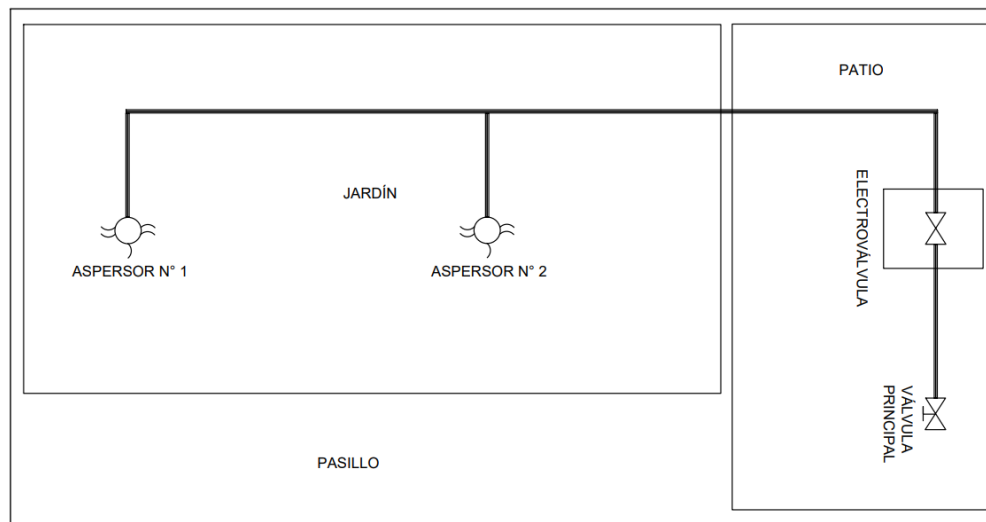 PATIO
JARDÍN
ELECTROVÁLVULA
ASPERSOR N° 1
ASPERSOR N° 2
VÁLVULA
PRINCIPAL
PASILLO